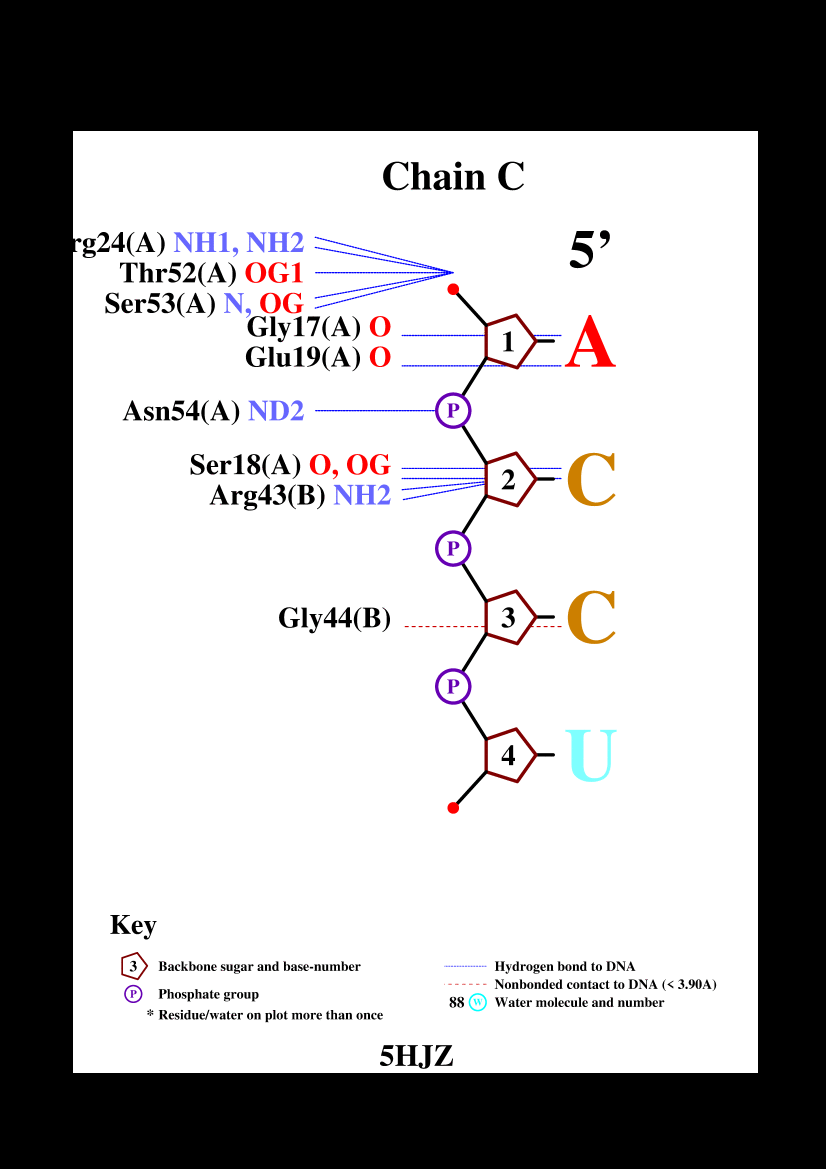 Chain C
5’
rg24(A) NH1, NH2
Thr52(A) OG1
Ser53(A) N, OG
Gly17(A) O
1 A
Glu19(A) O
Asn54(A) ND2 P
Ser18(A) O, OG
2 C
Arg43(B) NH2
P
Gly44(B) 3 C
P
4 U
Key
3 Backbone sugar and base-number
P Phosphate group
* Residue/water on plot more than once
Hydrogen bond to DNA
Nonbonded contact to DNA (< 3.90A)
88 W Water molecule and number
5HJZ